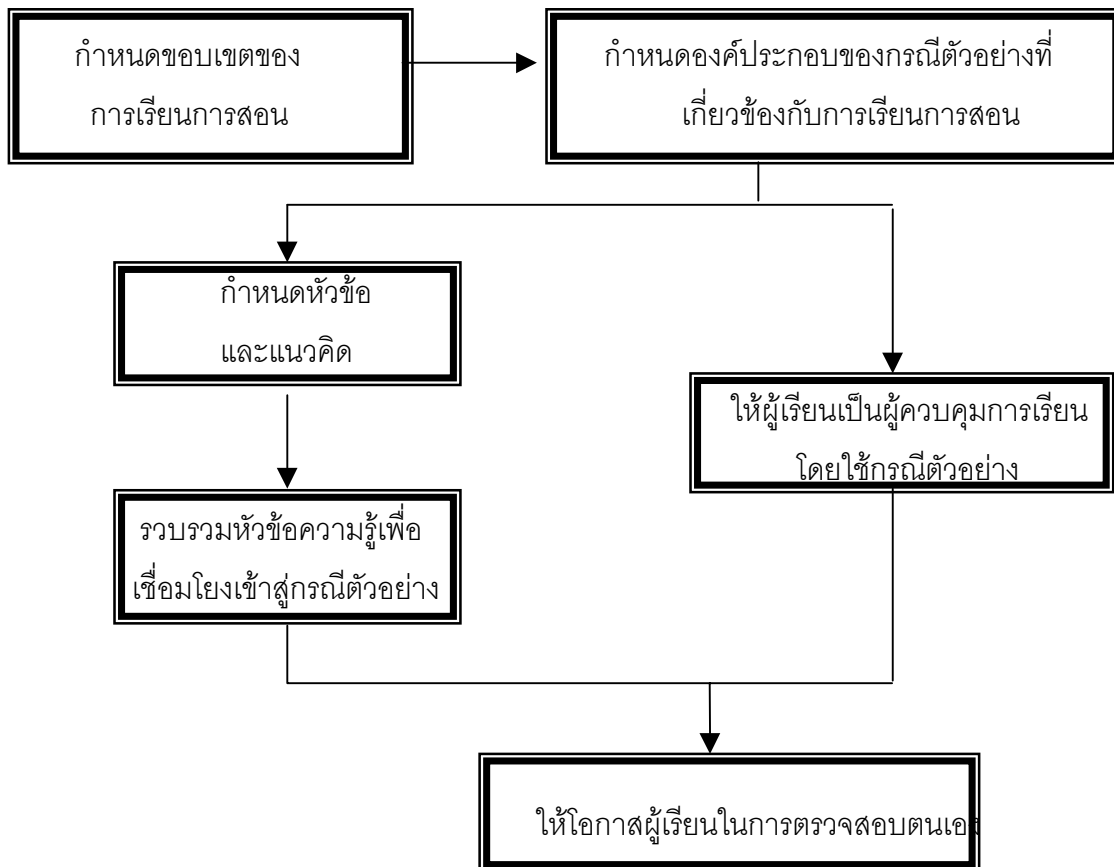 กำหนดขอบเขตของ
การเรียนการสอน
กำหนดองค์ประกอบของกรณีตัวอย่างที่
เกี่ยวข้องกับการเรียนการสอน
กำหนดหัวข้อ
และแนวคิด
ให้ผู้เรียนเป็นผู้ควบคุมการเรียน
โดยใช้กรณีตัวอย่าง
รวบรวมหัวข้อความรู้เพื่อ
เชื่อมโยงเข้าสู่กรณีตัวอย่าง
ให้โอกาสผู้เรียนในการตรวจสอบตนเอง